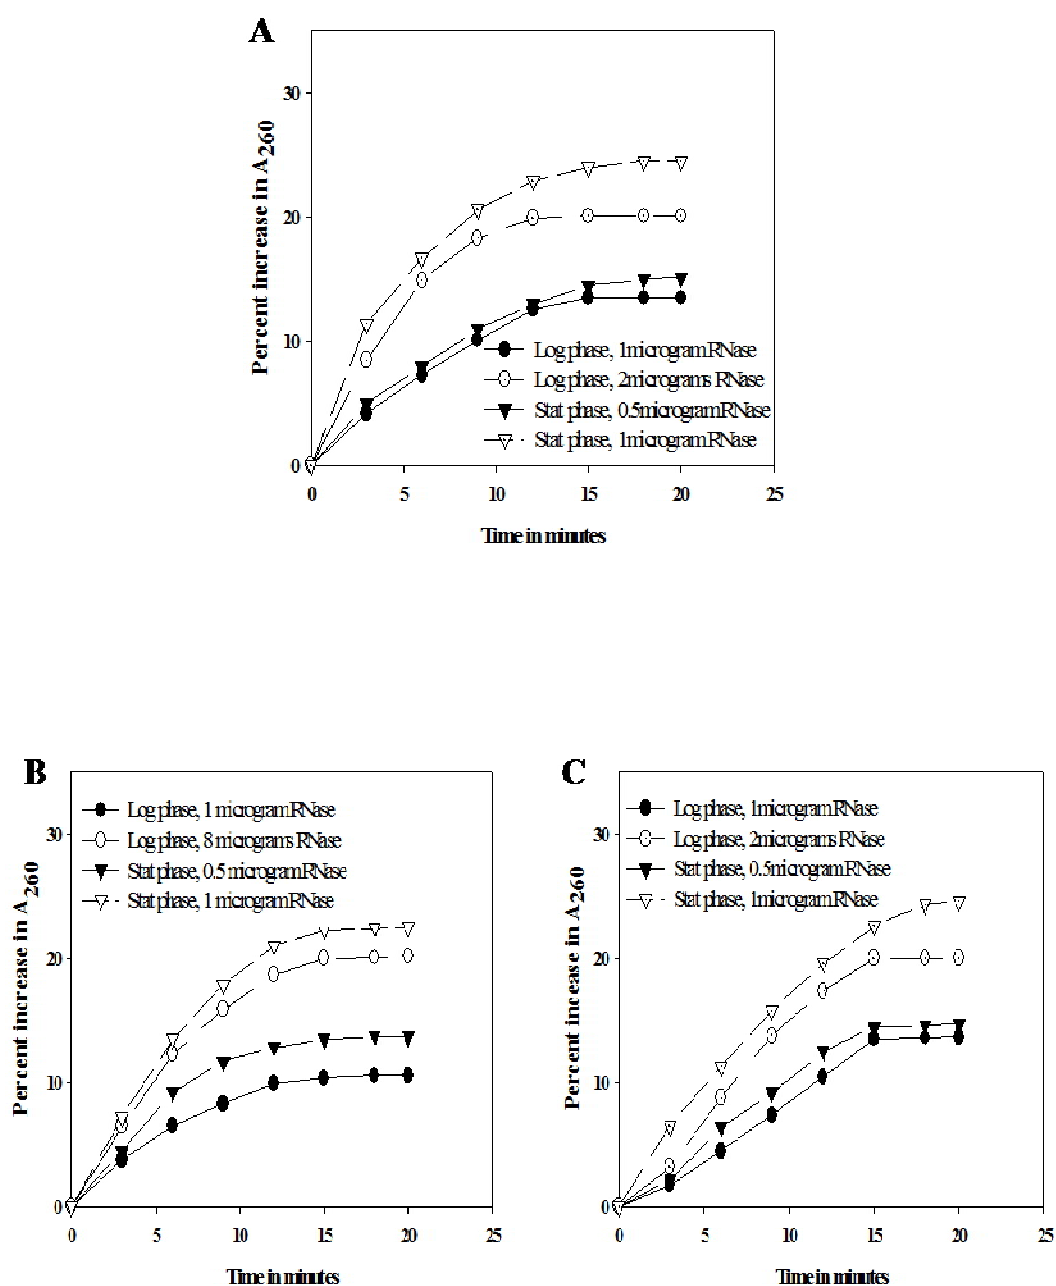 A
Percent increase in A260
30
20
10
0
Log phase, 1microgram RNase
Log phase, 2micrograms RNase
Stat phase, 0.5microgram RNase
Stat phase, 1microgram RNase
0 5 10 15 20 25
Time in minutes
B
Percent increase in A260
30
20
10
0
Log phase, 1 microgram RNase
Log phase, 8 micrograms RNase
Stat phase, 0.5 microgram RNase
Stat phase, 1 microgram RNase
0 5 10 15 20 25
Time in minutes
C
Percent incease in A260
30
20
10
0
Log phase, 1microgram RNase
Log phase, 2micrograms RNase
Stat phase, 0.5microgram RNase
Stat phase, 1microgram RNase
0 5 10 15 20 25
Time in minutes